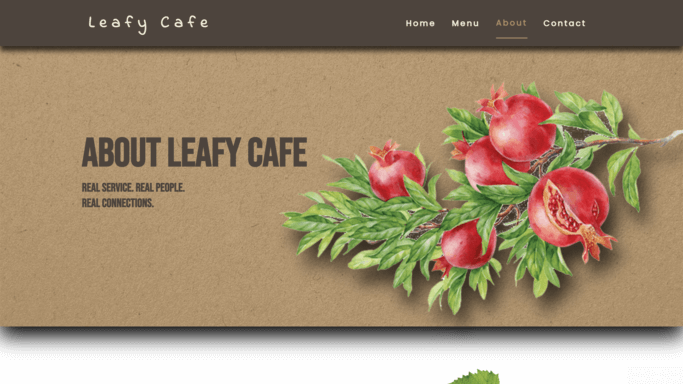 Leafy Cafe
Home Menu About Contact
ABOUT LEAFY CAFE
REAL SERVICE. REAL PEOPLE.
REAL CONNECTIONS.